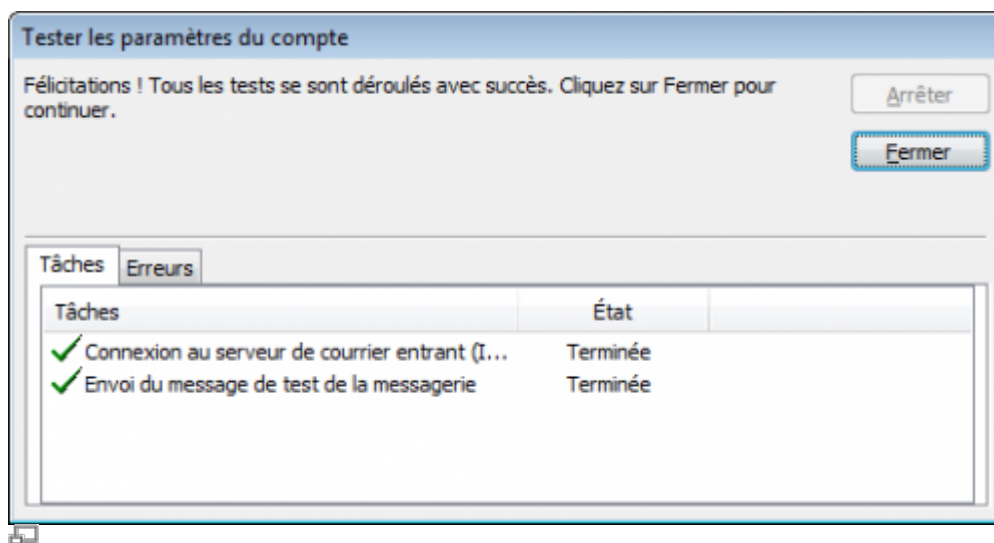 Tester les paramètres du compte
Félicitations ! Tous les tests se sont déroulés avec succès. Cliquez sur Fermer pour
continuer.
Arrêter
Fermer
Tâches Erreurs
Tâches État
Connexion au serveur de courrier entrant (I... Terminée
Envoi du message de test de la messagerie Terminée